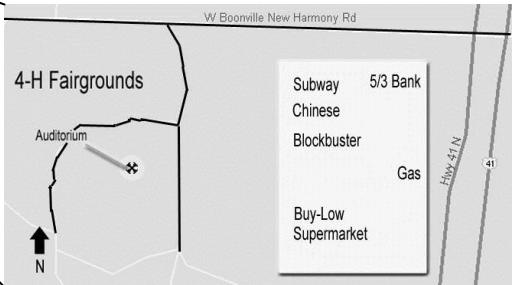 W Boonville New Harmony Rd
4-H Fairgrounds
Auditorium
N
Subway 5/3 Bank
Chinese
Blockbuster
Gas
Buy-Low
Supermarket
Hwy 41 N
41